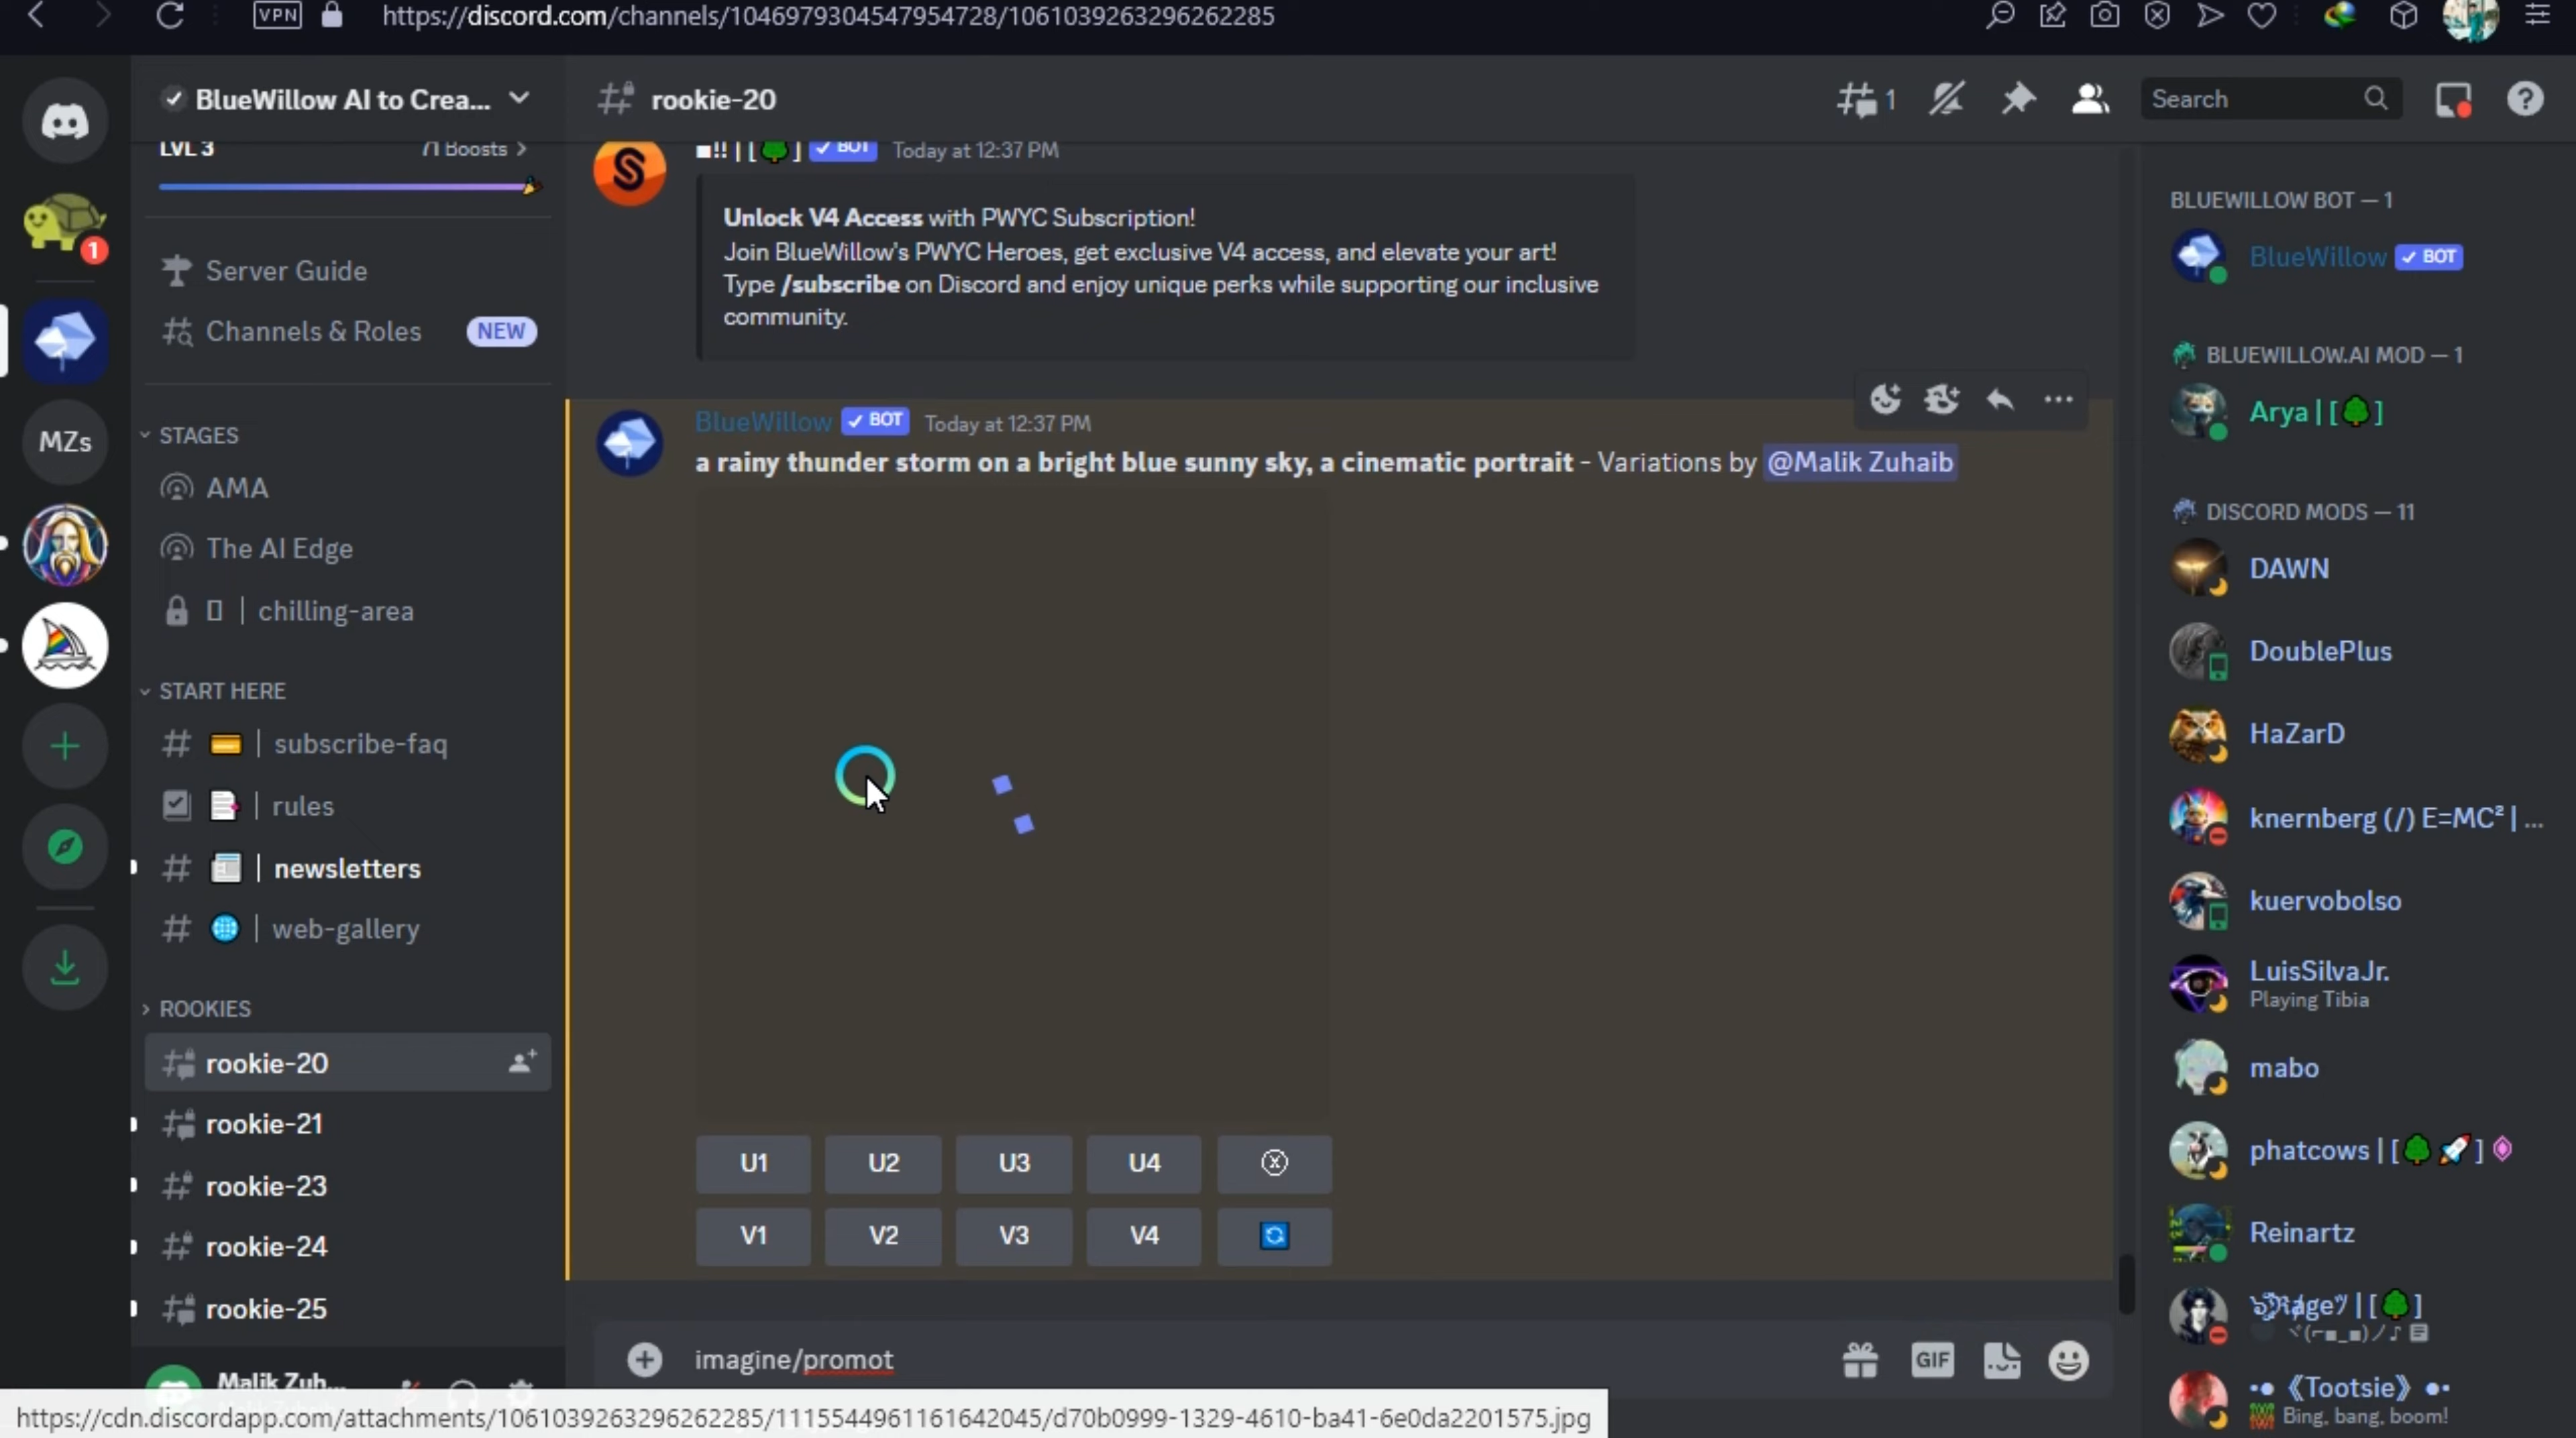 VPN
https://discord.com/channels/1046979304547954728/1061039263296262285
BlueWillow AI to Crea...
LVL 3
71 Boosts >
Server Guide
Channels & Roles NEW
STAGES
AMA
The AI Edge
| chilling-area
START HERE
# | subscribe-faq
| rules
# | newsletters
# | web-gallery
ROOKIES
rookie-20
rookie-21
rookie-23
rookie-24
rookie-25
Malik Zuh...
MZs
1
rookie-20
1
Search
!! | [🌳] ✓ BOT Today at 12:37 PM
Unlock V4 Access with PWYC Subscription!
Join BlueWillow's PWYC Heroes, get exclusive V4 access, and elevate your art!
Type /subscribe on Discord and enjoy unique perks while supporting our inclusive
community.
BlueWillow ✓ BOT Today at 12:37 PM
a rainy thunder storm on a bright blue sunny sky, a cinematic portrait - Variations by @Malik Zuhaib
U1 U2 U3 U4
V1 V2 V3 V4
imagine/promot
GIF
https://cdn.discordapp.com/attachments/1061039263296262285/1115544961161642045/d70b0999-1329-4610-ba41-6e0da2201575.jpg
BLUEWILLOW BOT — 1
BlueWillow ✓ BOT
BLUEWILLOW.AI MOD — 1
Arya | [🌳]
DISCORD MODS — 11
DAWN
DoublePlus
HaZarD
knernberg (/) E=MC² | ...
kuervobolso
LuisSilvaJr.
Playing Tibia
mabo
phatcows | [🌳🚀]
Reinartz
•● 《Tootsie》 ●•
Bing, bang, boom!